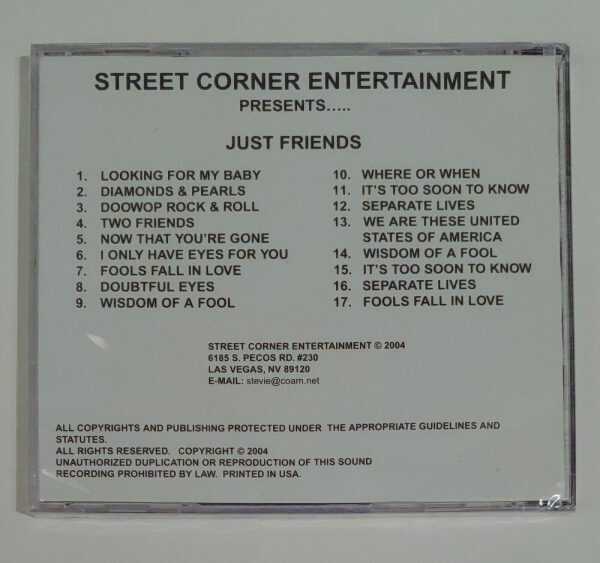 STREET CORNER ENTERTAINMENT
PRESENTS.....
JUST FRIENDS
1. LOOKING FOR MY BABY
2. DIAMONDS & PEARLS
3. DOOWOP ROCK & ROLL
4. TWO FRIENDS
5. NOW THAT YOU'RE GONE
6. I ONLY HAVE EYES FOR YOU
7. FOOLS FALL IN LOVE
8. DOUBTFUL EYES
9. WISDOM OF A FOOL
10. WHERE OR WHEN
11. IT'S TOO SOON TO KNOW
12. SEPARATE LIVES
13. WE ARE THESE UNITED
STATES OF AMERICA
14. WISDOM OF A FOOL
15. IT'S TOO SOON TO KNOW
16. SEPARATE LIVES
17. FOOLS FALL IN LOVE
STREET CORNER ENTERTAINMENT © 2004
6185 S. PECOS RD. #230
LAS VEGAS, NV 89120
E-MAIL: stevie@coam.net
ALL COPYRIGHTS AND PUBLISHING PROTECTED UNDER THE APPROPRIATE GUIDELINES AND
STATUTES.
ALL RIGHTS RESERVED. COPYRIGHT © 2004
UNAUTHORIZED DUPLICATION OR REPRODUCTION OF THIS SOUND
RECORDING PROHIBITED BY LAW. PRINTED IN USA.